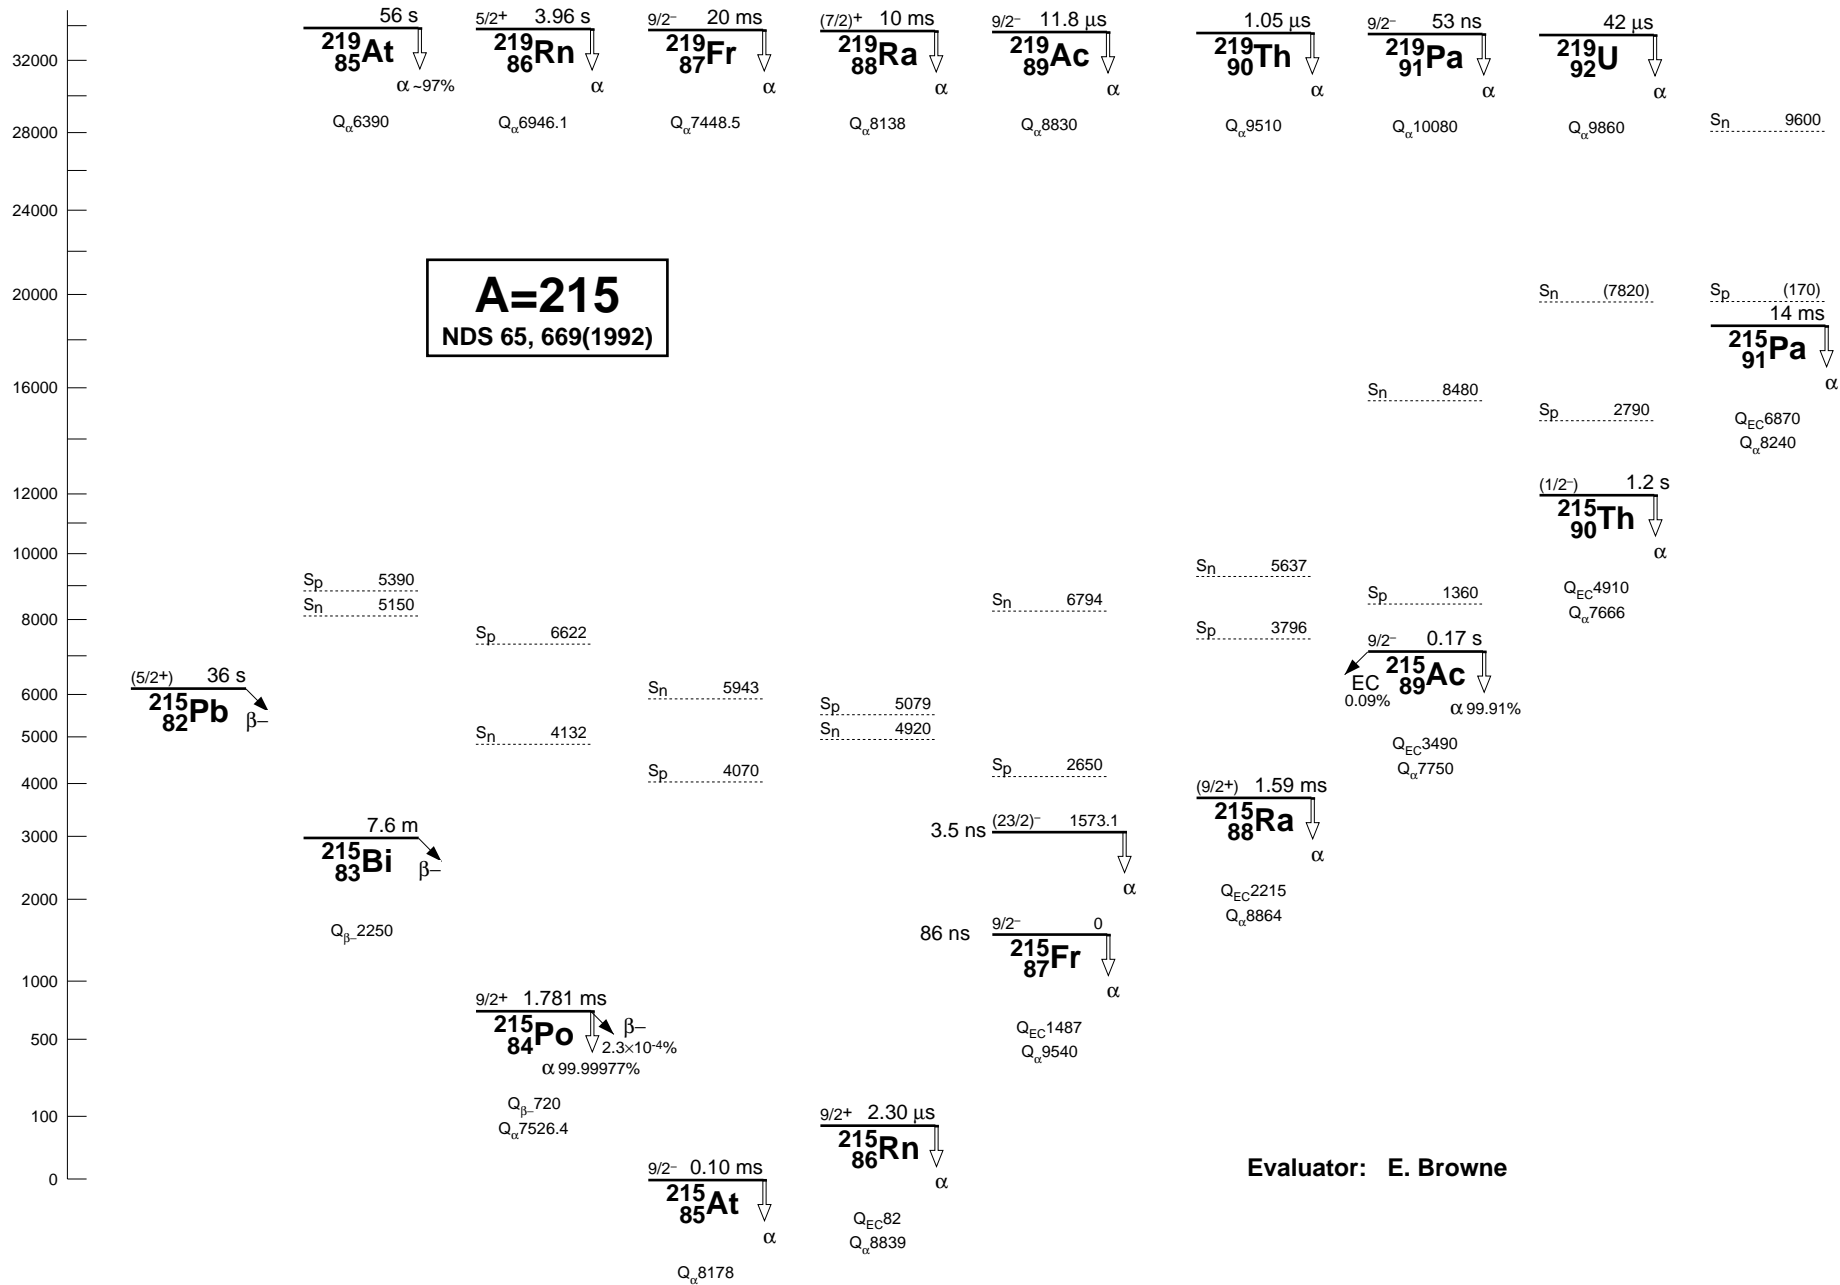 56 s
219
85At
α ~97%
Qα6390
5/2+ 3.96 s
219
86Rn
α
Qα6946.1
9/2− 20 ms
219
87Fr
α
Qα7448.5
(7/2)+ 10 ms
219
88Ra
α
Qα8138
9/2− 11.8 μs
219
89Ac
α
Qα8830
1.05 μs
219
90Th
α
Qα9510
9/2− 53 ns
219
91Pa
α
Qα10080
42 μs
219
92U
α
Qα9860
32000
28000
24000
20000
16000
12000
10000
8000
6000
5000
4000
3000
2000
1000
500
100
0
A=215
NDS 65, 669(1992)
(5/2+) 36 s
215
82Pb
β−
Sp 5390
Sn 5150
7.6 m
215
83Bi
β−
Qβ−2250
Sp 6622
Sn 4132
9/2+ 1.781 ms
215
84Po
β−
2.3×10-4%
α 99.99977%
Qβ−720
Qα7526.4
Sn 5943
Sp 4070
9/2− 0.10 ms
215
85At
α
Qα8178
Sp 5079
Sn 4920
9/2+ 2.30 μs
215
86Rn
α
QEC82
Qα8839
Sn 6794
Sp 2650
3.5 ns (23/2)− 1573.1
α
86 ns 9/2− 0
215
87Fr
α
QEC1487
Qα9540
Sn 5637
Sp 3796
(9/2+) 1.59 ms
215
88Ra
α
QEC2215
Qα8864
Sn 8480
Sp 1360
9/2− 0.17 s
215
89Ac
EC
0.09%
α 99.91%
QEC3490
Qα7750
Sn (7820)
Sp 2790
(1/2−) 1.2 s
215
90Th
α
QEC4910
Qα7666
Sn 9600
Sp (170)
14 ms
215
91Pa
α
QEC6870
Qα8240
Evaluator: E. Browne